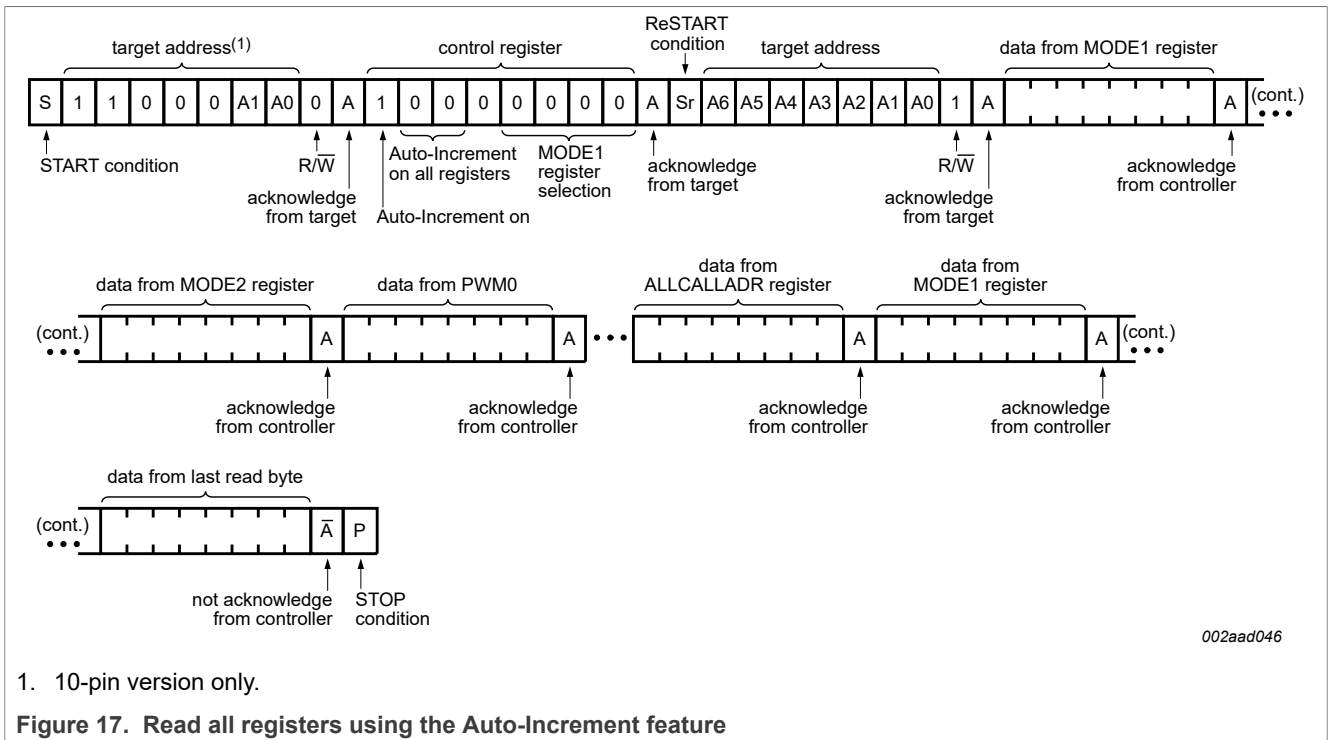 ReSTART
condition
target address(1)
control register
target address
data from MODE1 register
S 1 1 0 0 0 A1 A0 0 A 1 0 0 0 0 0 0 0 A Sr A6 A5 A4 A3 A2 A1 A0 1 A A (cont.)
START condition
R/W̅
Auto-Increment
on all registers
MODE1
register
selection
acknowledge
from target
R/W̅
acknowledge
from controller
acknowledge
from target
Auto-Increment on
acknowledge
from target
data from MODE2 register
data from PWM0
data from
ALLCALLADR register
data from
MODE1 register
(cont.) A A A A (cont.)
acknowledge
from controller
acknowledge
from controller
acknowledge
from controller
acknowledge
from controller
data from last read byte
(cont.) A̅ P
not acknowledge
from controller
STOP
condition
002aad046
1. 10-pin version only.
Figure 17. Read all registers using the Auto-Increment feature